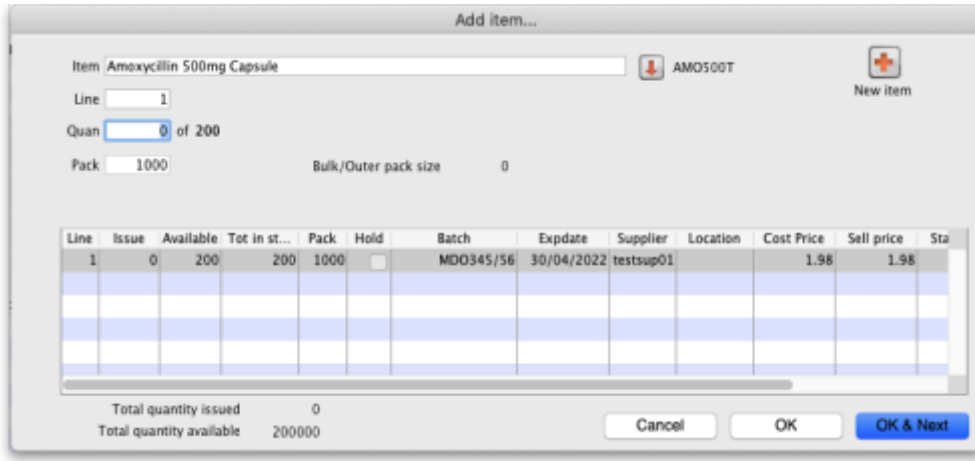 Add item...
Item Amoxycillin 500mg Capsule AMO500T
New item
Line 1
Quan 0 of 200
Pack 1000 Bulk/Outer pack size 0
Line Issue Available Tot in st... Pack Hold Batch Expdate Supplier Location Cost Price Sell price Sta
1 0 200 200 1000 MDO345/56 30/04/2022 testsup01 1.98 1.98
Total quantity issued 0
Total quantity available 200000
Cancel OK OK & Next